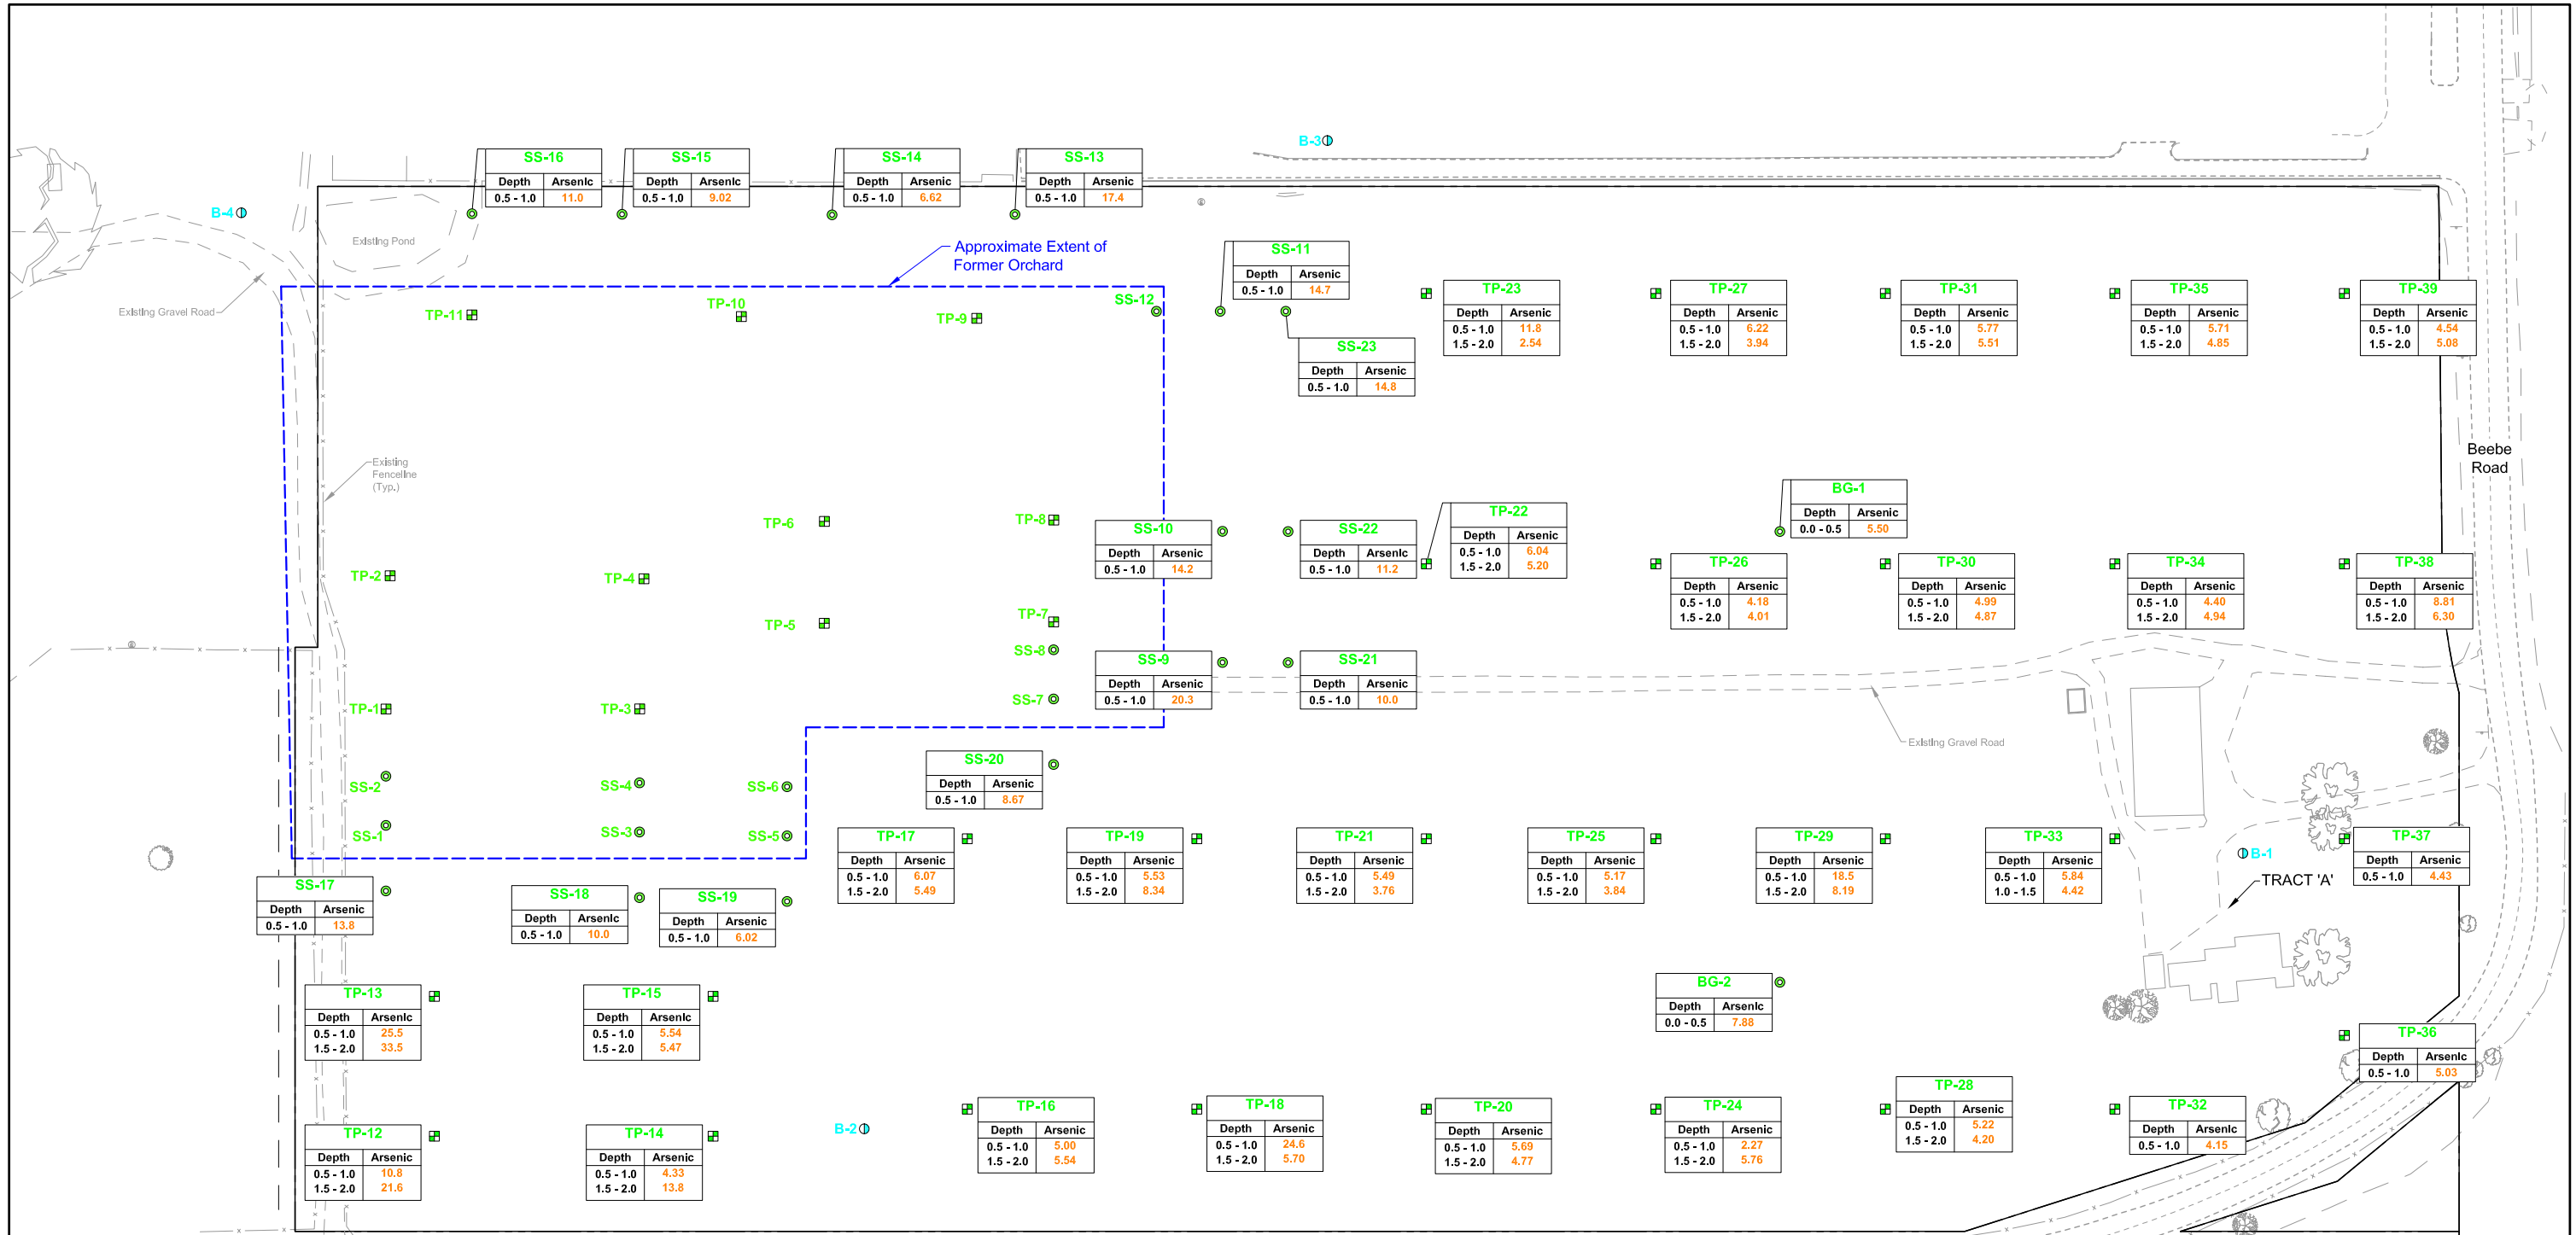 B-3
SS-16
Depth Arsenic
0.5 - 1.0 11.0
SS-15
Depth Arsenic
0.5 - 1.0 9.02
SS-14
Depth Arsenic
0.5 - 1.0 6.62
SS-13
Depth Arsenic
0.5 - 1.0 17.4
B-4
Existing Pond
Approximate Extent of
Former Orchard
SS-11
Depth Arsenic
0.5 - 1.0 14.7
Existing Gravel Road
TP-11
TP-10
TP-9
SS-12
TP-23
Depth Arsenic
0.5 - 1.0 11.8
1.5 - 2.0 2.54
TP-27
Depth Arsenic
0.5 - 1.0 6.22
1.5 - 2.0 3.94
TP-31
Depth Arsenic
0.5 - 1.0 5.77
1.5 - 2.0 5.51
TP-35
Depth Arsenic
0.5 - 1.0 5.71
1.5 - 2.0 4.85
TP-39
Depth Arsenic
0.5 - 1.0 4.54
1.5 - 2.0 5.08
SS-23
Depth Arsenic
0.5 - 1.0 14.8
Existing
Fenceline
(Typ.)
Beebe
Road
TP-6
TP-8
SS-10
Depth Arsenic
0.5 - 1.0 14.2
SS-22
Depth Arsenic
0.5 - 1.0 11.2
TP-22
Depth Arsenic
0.5 - 1.0 6.04
1.5 - 2.0 5.20
BG-1
Depth Arsenic
0.0 - 0.5 5.50
TP-2
TP-4
TP-26
Depth Arsenic
0.5 - 1.0 4.18
1.5 - 2.0 4.01
TP-30
Depth Arsenic
0.5 - 1.0 4.99
1.5 - 2.0 4.87
TP-34
Depth Arsenic
0.5 - 1.0 4.40
1.5 - 2.0 4.94
TP-38
Depth Arsenic
0.5 - 1.0 8.81
1.5 - 2.0 6.30
TP-5
TP-7
SS-8
SS-9
Depth Arsenic
0.5 - 1.0 20.3
SS-21
Depth Arsenic
0.5 - 1.0 10.0
TP-1
TP-3
SS-7
Existing Gravel Road
SS-2
SS-4
SS-6
SS-20
Depth Arsenic
0.5 - 1.0 8.67
SS-1
SS-3
SS-5
TP-17
Depth Arsenic
0.5 - 1.0 6.07
1.5 - 2.0 5.49
TP-19
Depth Arsenic
0.5 - 1.0 5.53
1.5 - 2.0 8.34
TP-21
Depth Arsenic
0.5 - 1.0 5.49
1.5 - 2.0 3.76
TP-25
Depth Arsenic
0.5 - 1.0 5.17
1.5 - 2.0 3.84
TP-29
Depth Arsenic
0.5 - 1.0 18.5
1.5 - 2.0 8.19
TP-33
Depth Arsenic
0.5 - 1.0 5.84
1.0 - 1.5 4.42
B-1
TRACT 'A'
TP-37
Depth Arsenic
0.5 - 1.0 4.43
SS-17
Depth Arsenic
0.5 - 1.0 13.8
SS-18
Depth Arsenic
0.5 - 1.0 10.0
SS-19
Depth Arsenic
0.5 - 1.0 6.02
TP-13
Depth Arsenic
0.5 - 1.0 25.5
1.5 - 2.0 33.5
TP-15
Depth Arsenic
0.5 - 1.0 5.54
1.5 - 2.0 5.47
BG-2
Depth Arsenic
0.0 - 0.5 7.88
TP-36
Depth Arsenic
0.5 - 1.0 5.03
TP-12
Depth Arsenic
0.5 - 1.0 10.8
1.5 - 2.0 21.6
TP-14
Depth Arsenic
0.5 - 1.0 4.33
1.5 - 2.0 13.8
B-2
TP-16
Depth Arsenic
0.5 - 1.0 5.00
1.5 - 2.0 5.54
TP-18
Depth Arsenic
0.5 - 1.0 24.6
1.5 - 2.0 5.70
TP-20
Depth Arsenic
0.5 - 1.0 5.69
1.5 - 2.0 4.77
TP-24
Depth Arsenic
0.5 - 1.0 2.27
1.5 - 2.0 5.76
TP-28
Depth Arsenic
0.5 - 1.0 5.22
1.5 - 2.0 4.20
TP-32
Depth Arsenic
0.5 - 1.0 4.15